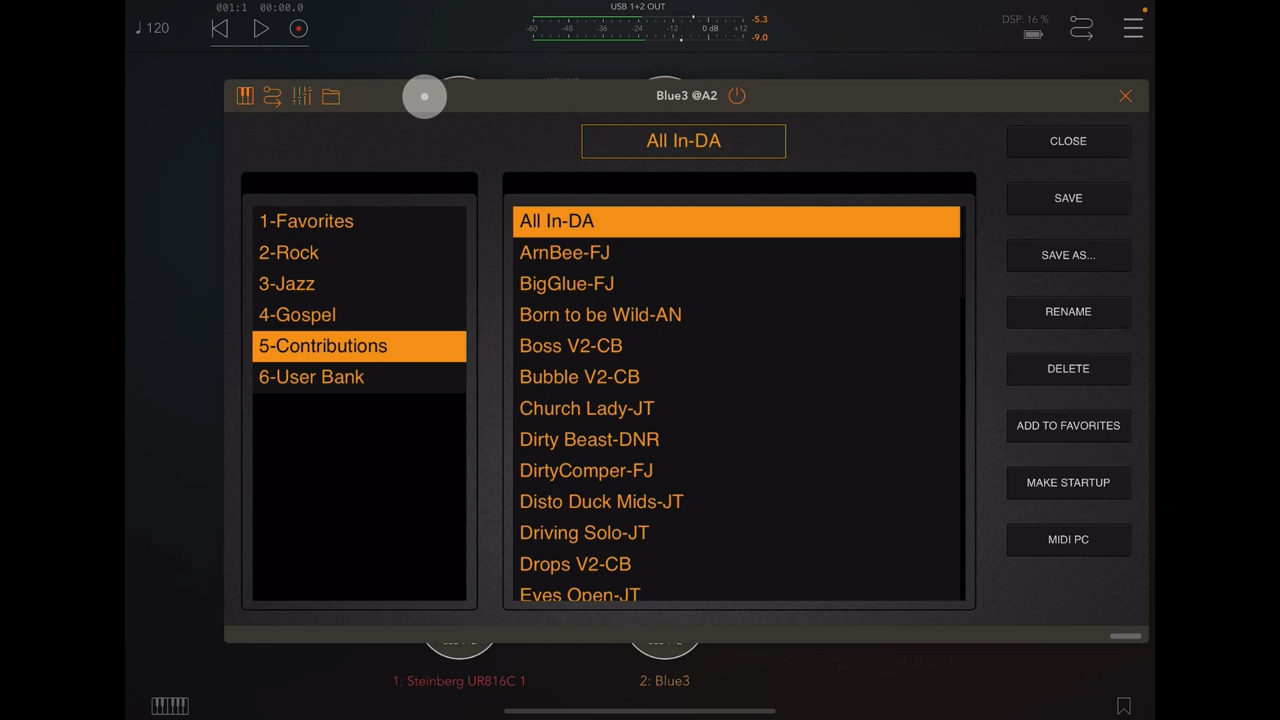 ♩120
001:1 00:00.0
USB 1+2 OUT
-60 -48 -36 -24 -12 0 dB +12
-5.3
-9.0
DSP: 16 %
Blue3 @A2
All In-DA
1-Favorites
2-Rock
3-Jazz
4-Gospel
5-Contributions
6-User Bank
All In-DA
ArnBee-FJ
BigGlue-FJ
Born to be Wild-AN
Boss V2-CB
Bubble V2-CB
Church Lady-JT
Dirty Beast-DNR
DirtyComper-FJ
Disto Duck Mids-JT
Driving Solo-JT
Drops V2-CB
Eyes Open-JT
CLOSE
SAVE
SAVE AS...
RENAME
DELETE
ADD TO FAVORITES
MAKE STARTUP
MIDI PC
1: Steinberg UR816C 1
2: Blue3